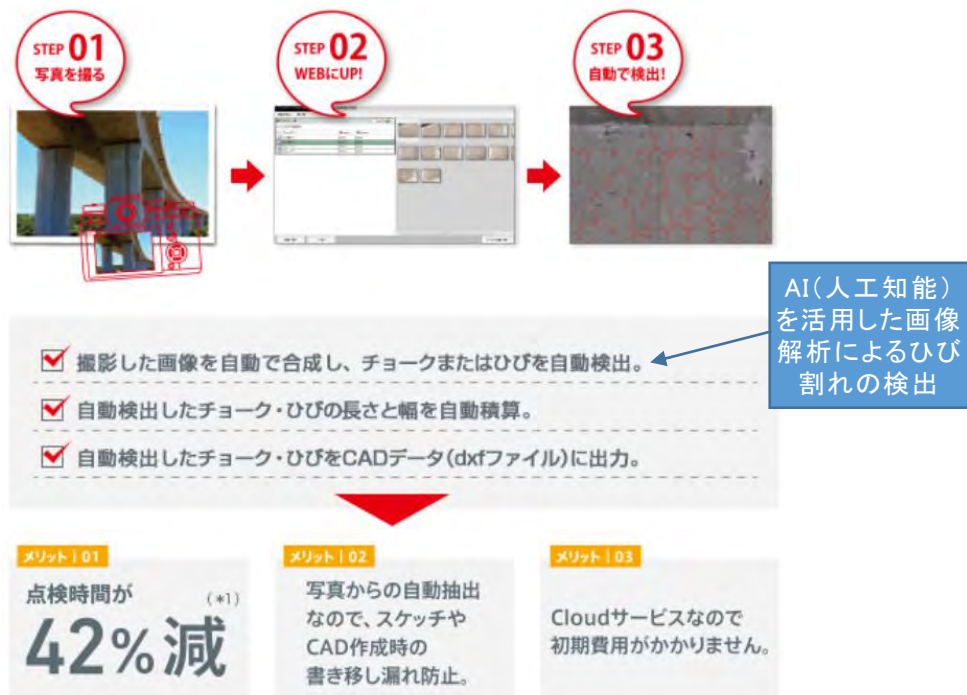 STEP 01
写真を撮る
STEP 02
WEBにUP!
STEP 03
自動で検出!
AI(人工知能)
を活用した画像
解析によるひび
割れの検出
撮影した画像を自動で合成し、チョークまたはひびを自動検出。
自動検出したチョーク・ひびの長さと幅を自動積算。
自動検出したチョーク・ひびをCADデータ(dxfファイル)に出力。
メリット | 01
点検時間が (*1)
42%減
メリット | 02
写真からの自動抽出
なので、スケッチや
CAD作成時の
書き移し漏れ防止。
メリット | 03
Cloudサービスなので
初期費用がかかりません。